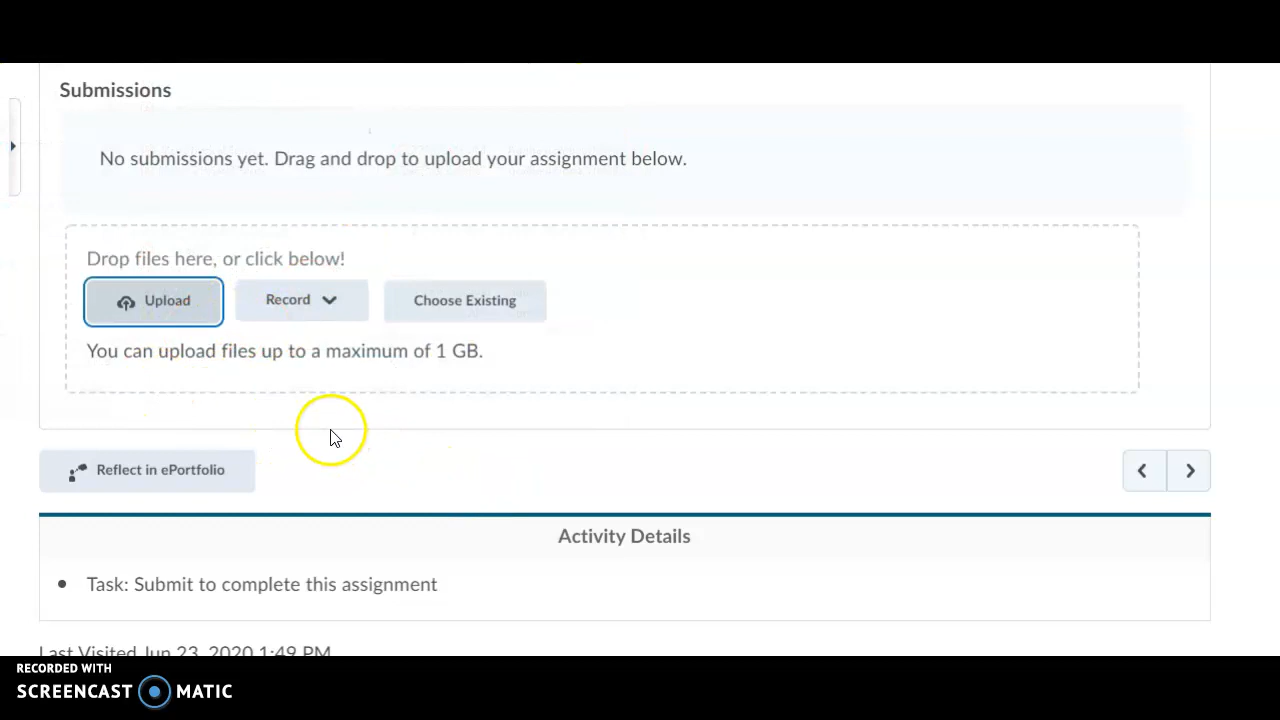 Submissions
No submissions yet. Drag and drop to upload your assignment below.
Drop files here, or click below!
Upload
Record
Choose Existing
You can upload files up to a maximum of 1 GB.
Reflect in ePortfolio
Activity Details
Task: Submit to complete this assignment
Last Visited Jun 23, 2020 1:49 PM
RECORDED WITH
SCREENCAST MATIC